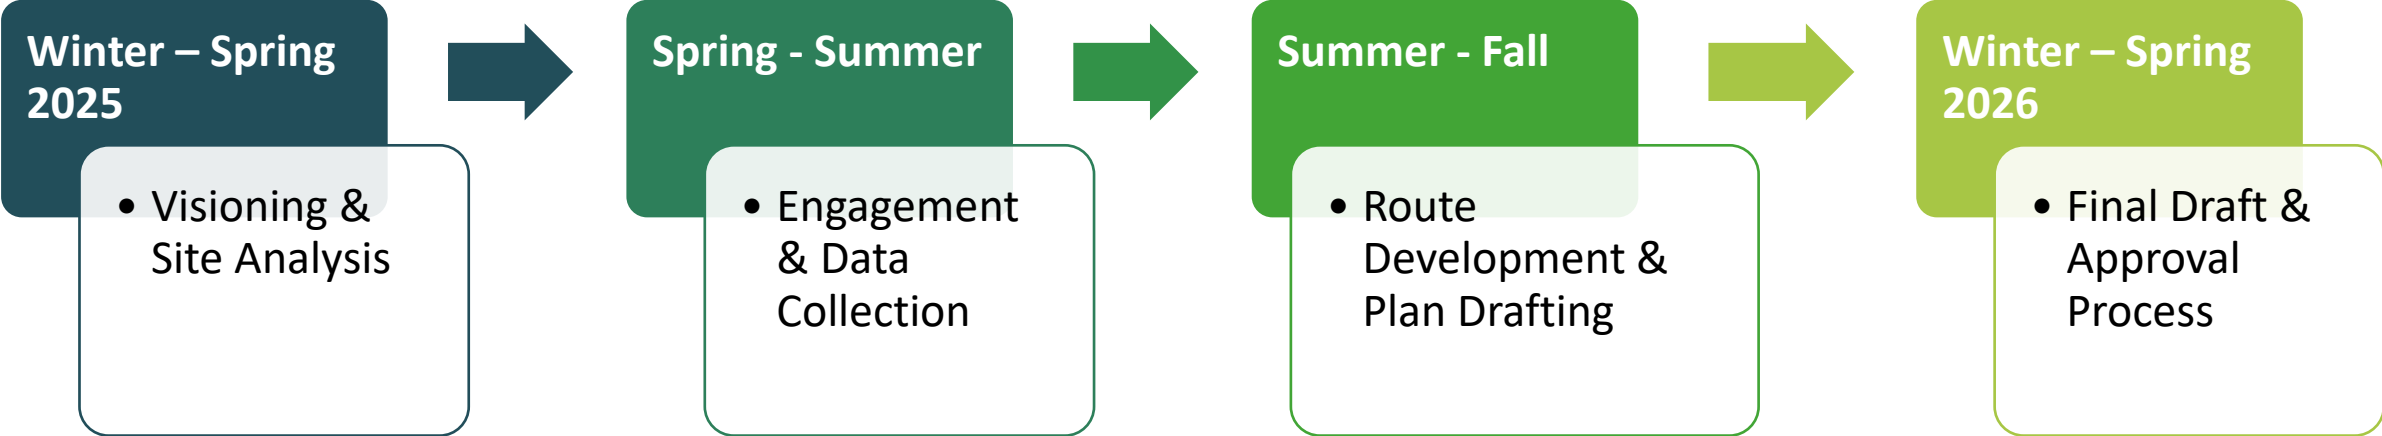 Winter – Spring
2025
• Visioning &
Site Analysis
Spring - Summer
• Engagement
& Data
Collection
Summer - Fall
• Route
Development &
Plan Drafting
Winter – Spring
2026
• Final Draft &
Approval
Process